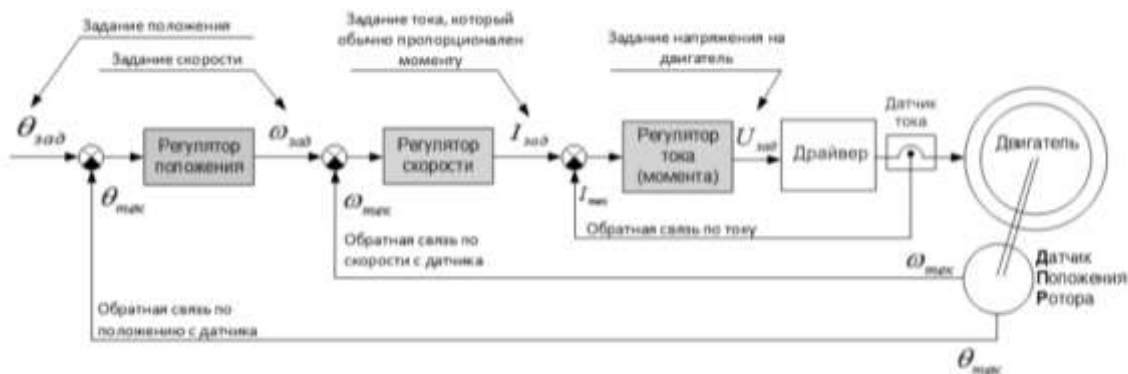 Задание положения
Задание скорости
Задание тока, который
обычно пропорционален
моменту
Задание напряжения на
двигатель
Датчик
тока
θзад
Регулятор
положения
ωзад
Регулятор
скорости
Iзад
Регулятор
тока
(момента)
Uзад
Драйвер
Двигатель
θтек
ωтек
Iтек
Обратная связь по току
Обратная связь по
скорости с датчика
ωтек
Датчик
Положения
Ротора
Обратная связь по
положению с датчика
θтек